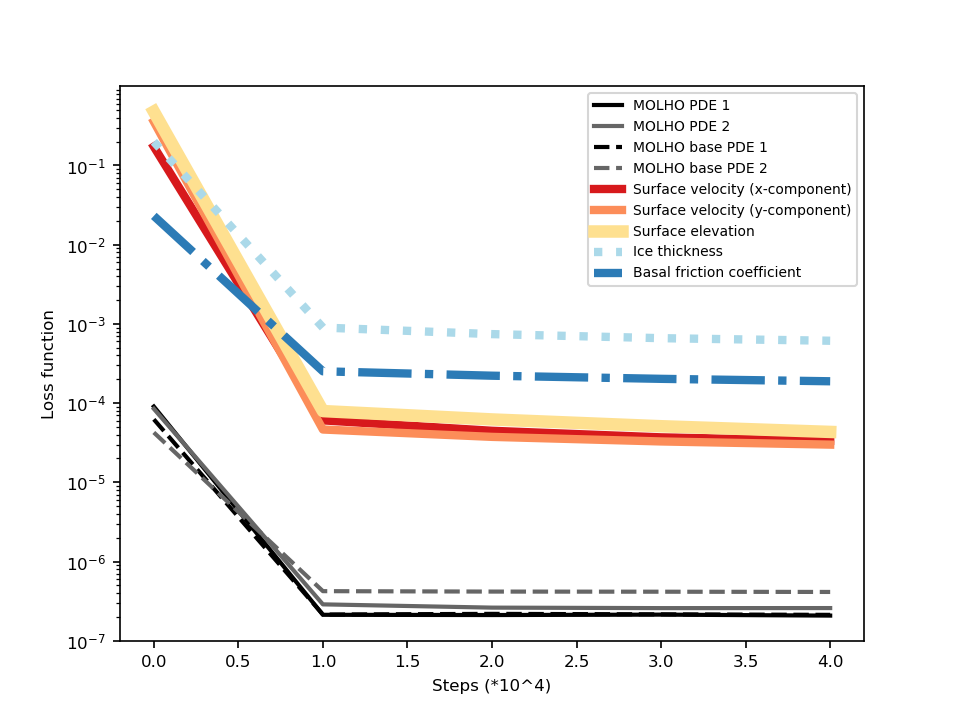 MOLHO PDE 1
MOLHO PDE 2
MOLHO base PDE 1
MOLHO base PDE 2
Surface velocity (x-component)
Surface velocity (y-component)
Surface elevation
Ice thickness
Basal friction coefficient
Loss function
10⁻¹
10⁻²
10⁻³
10⁻⁴
10⁻⁵
10⁻⁶
10⁻⁷
0.0 0.5 1.0 1.5 2.0 2.5 3.0 3.5 4.0
Steps (*10^4)